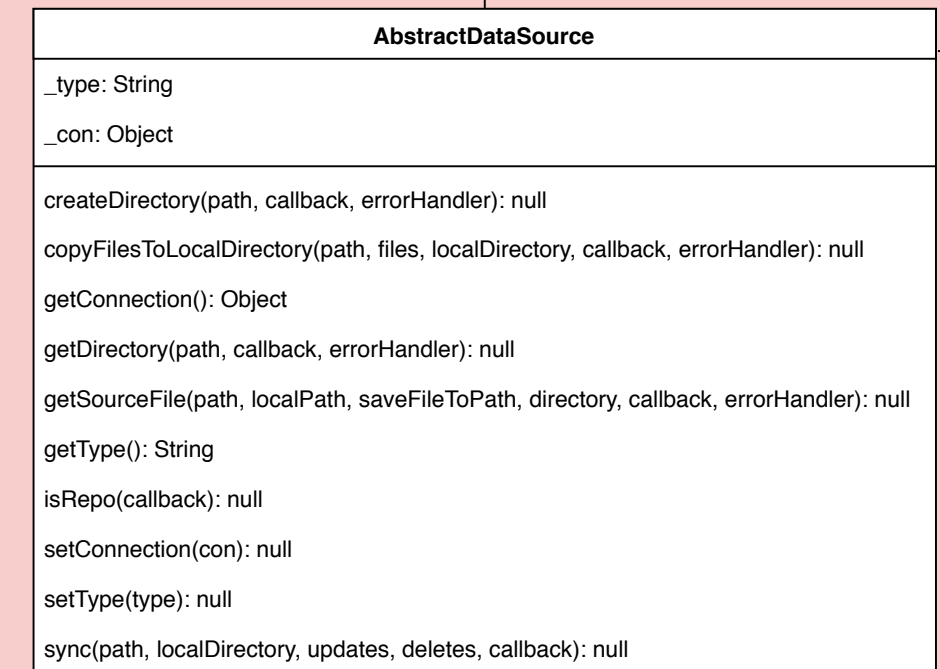 AbstractDataSource
_type: String
_con: Object
createDirectory(path, callback, errorHandler): null
copyFilesToLocalDirectory(path, files, localDirectory, callback, errorHandler): null
getConnection(): Object
getDirectory(path, callback, errorHandler): null
getSourceFile(path, localPath, saveFileToPath, directory, callback, errorHandler): null
getType(): String
isRepo(callback): null
setConnection(con): null
setType(type): null
sync(path, localDirectory, updates, deletes, callback): null